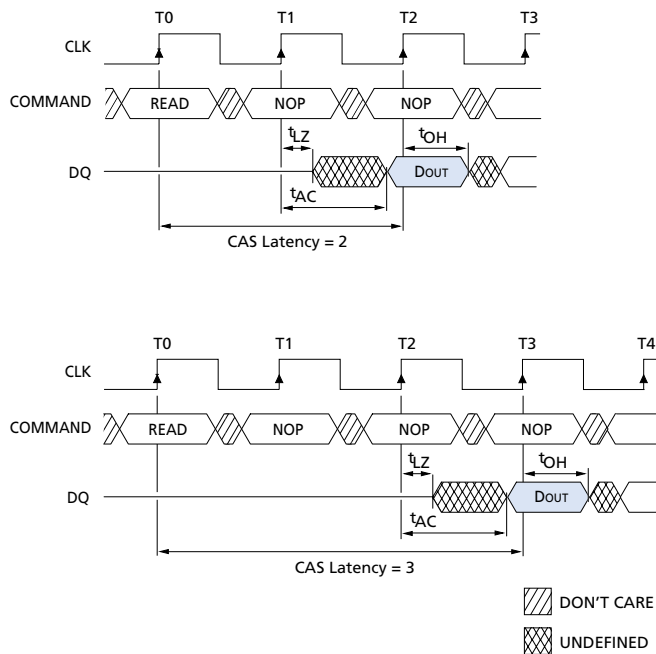 T0 T1 T2 T3
CLK
COMMAND READ NOP NOP
tLZ tOH
DQ DOUT
tAC
CAS Latency = 2
T0 T1 T2 T3 T4
CLK
COMMAND READ NOP NOP NOP
tLZ tOH
DQ DOUT
tAC
CAS Latency = 3
DON'T CARE
UNDEFINED